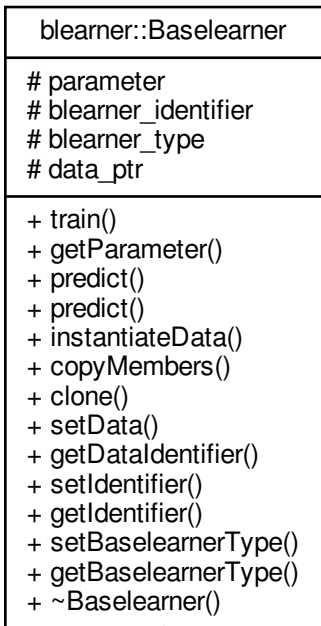 blearner::Baselearner
# parameter
# blearner_identifier
# blearner_type
# data_ptr
+ train()
+ getParameter()
+ predict()
+ predict()
+ instantiateData()
+ copyMembers()
+ clone()
+ setData()
+ getDataIdentifier()
+ setIdentifier()
+ getIdentifier()
+ setBaselearnerType()
+ getBaselearnerType()
+ ~Baselearner()